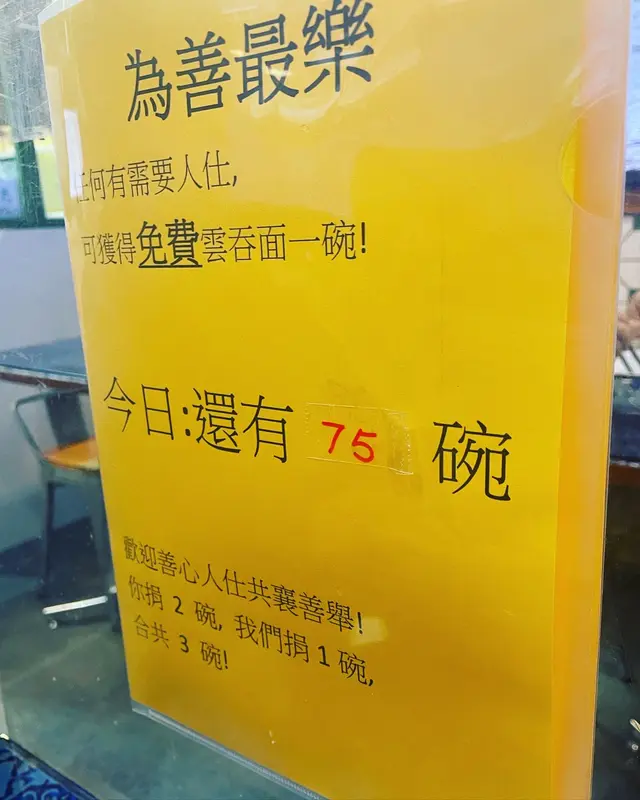 為善最樂
任何有需要人仕,
可獲得免費雲吞面一碗!
今日:還有 75 碗
歡迎善心人仕共襄善舉!
你捐 2 碗, 我們捐 1 碗,
合共 3 碗!